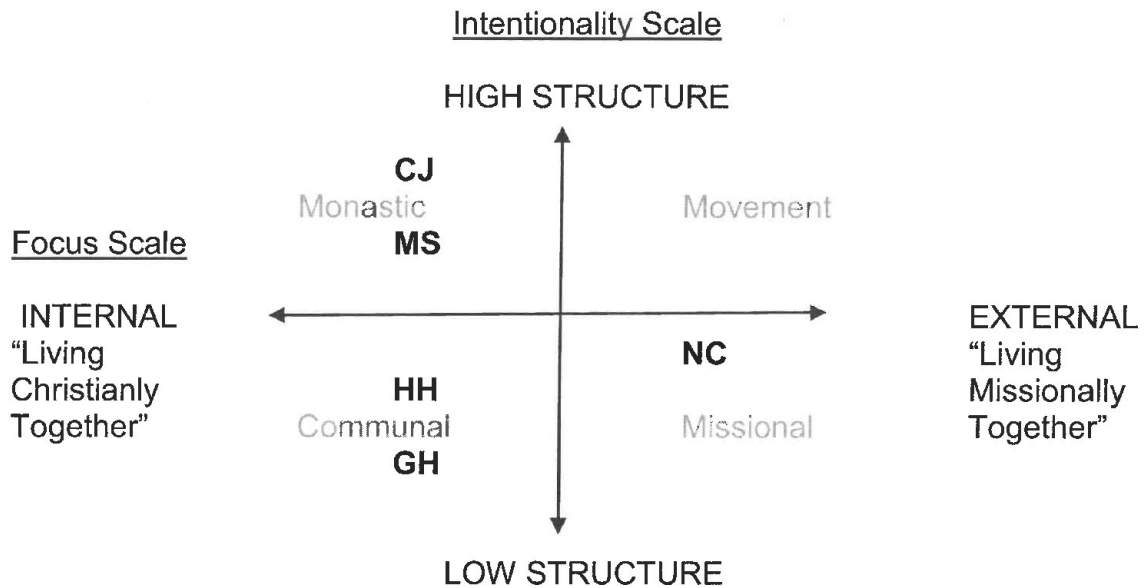 Intentionality Scale
HIGH STRUCTURE
CJ
Monastic
Movement
MS
Focus Scale
INTERNAL
“Living
Christianly
Together”
EXTERNAL
“Living
Missionally
Together”
NC
HH
Communal
Missional
GH
LOW STRUCTURE